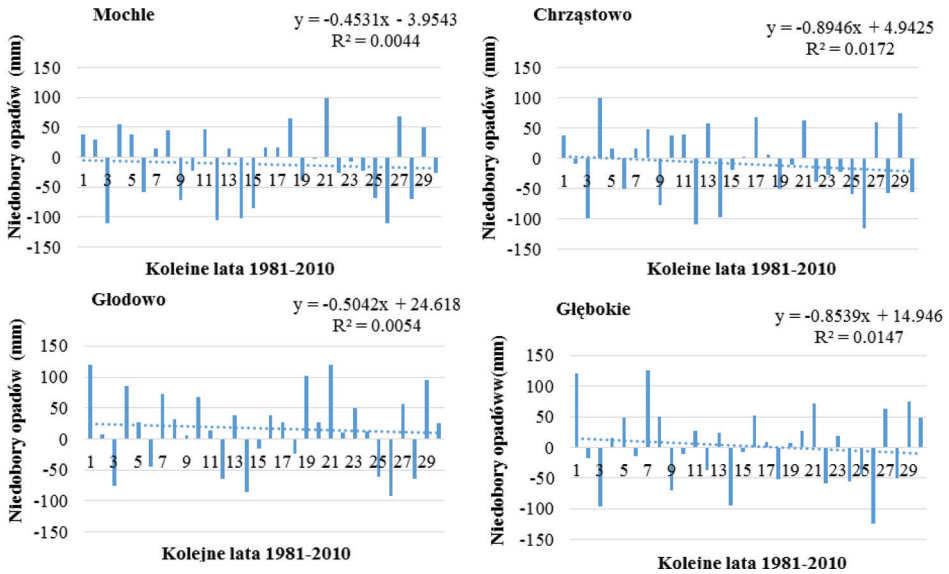 Mochle
y = -0.4531x - 3.9543
R² = 0.0044
Niedobory opadów (mm)
150
100
50
0
-50
-100
-150
1 3 5 7 9 11 13 15 17 19 21 23 25 27 29
Kolejne lata 1981-2010
Chrząstowo
y = -0.8946x + 4.9425
R² = 0.0172
Niedobory opadów (mm)
150
100
50
0
-50
-100
-150
1 3 5 7 9 11 13 15 17 19 21 23 25 27 29
Kolejne lata 1981-2010
Głodowo
y = -0.5042x + 24.618
R² = 0.0054
Niedobory opadów (mm)
150
100
50
0
-50
-100
-150
1 3 5 7 9 11 13 15 17 19 21 23 25 27 29
Kolejne lata 1981-2010
Głębokie
y = -0.8539x + 14.946
R² = 0.0147
Niedobory opadóww(mm)
150
100
50
0
-50
-100
-150
1 3 5 7 9 11 13 15 17 19 21 23 25 27 29
Kolejne lata 1981-2010